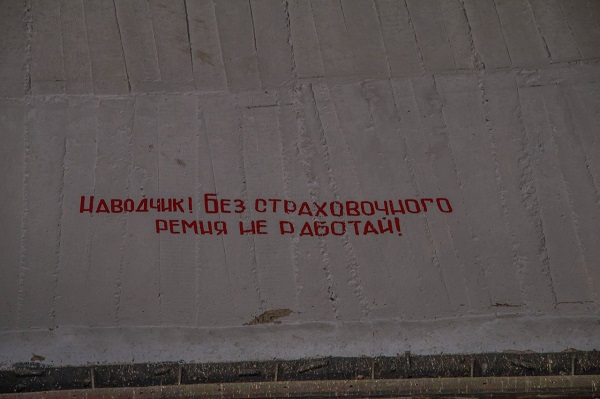 Наводчик! Без страховочного
ремня не работай!